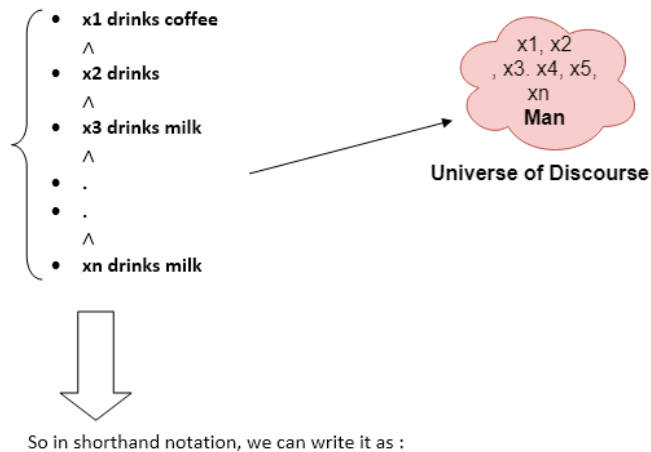 • x1 drinks coffee
∧
• x2 drinks
∧
• x3 drinks milk
∧
• .
• .
∧
• xn drinks milk
x1, x2
, x3. x4, x5,
xn
Man
Universe of Discourse
So in shorthand notation, we can write it as :